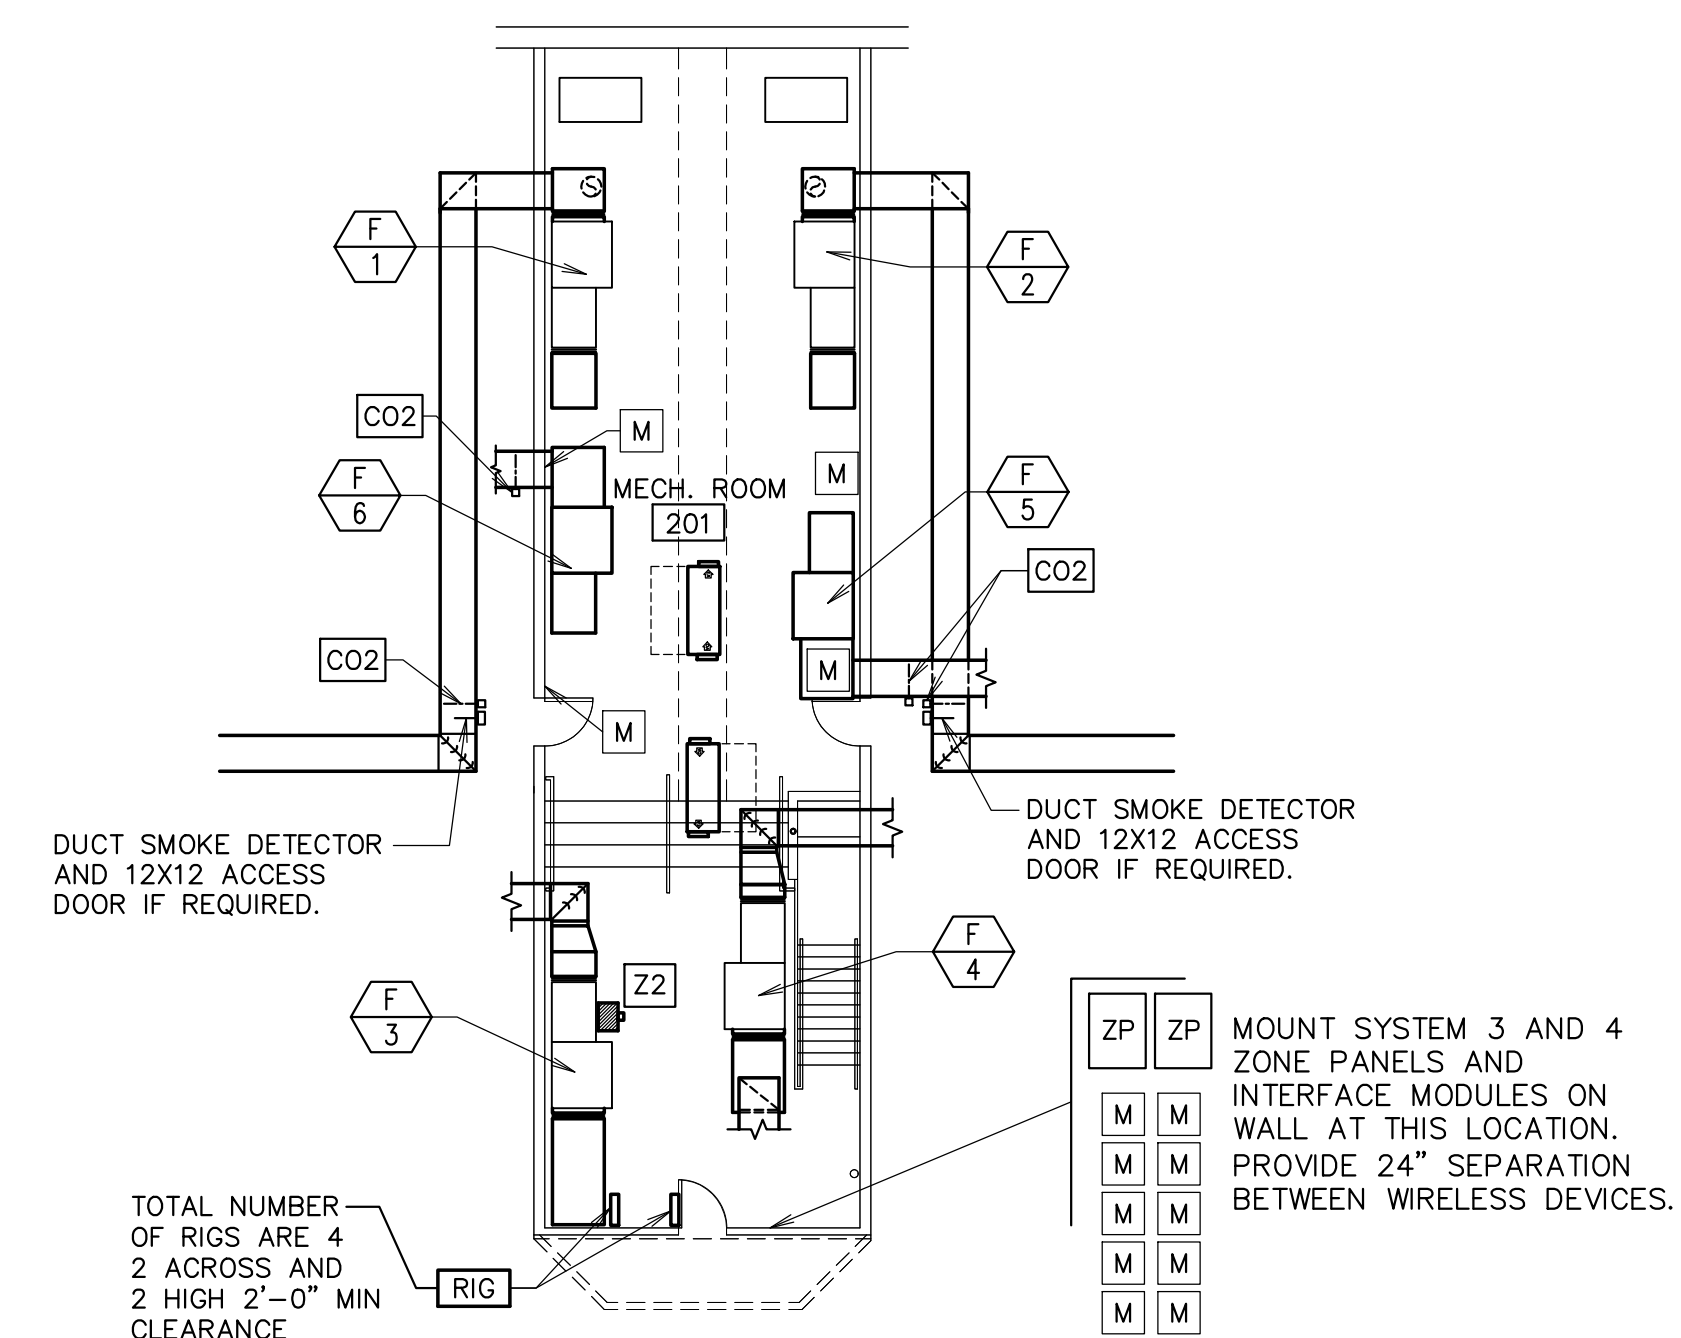 F
1
F
2
CO2
M
M
F
6
MECH. ROOM
201
F
5
CO2
CO2
M
M
DUCT SMOKE DETECTOR
AND 12X12 ACCESS
DOOR IF REQUIRED.
DUCT SMOKE DETECTOR
AND 12X12 ACCESS
DOOR IF REQUIRED.
F
4
Z2
F
3
ZP ZP
MOUNT SYSTEM 3 AND 4
ZONE PANELS AND
INTERFACE MODULES ON
WALL AT THIS LOCATION.
PROVIDE 24" SEPARATION
BETWEEN WIRELESS DEVICES.
M M
M M
M M
M M
M M
TOTAL NUMBER
OF RIGS ARE 4
2 ACROSS AND
2 HIGH 2'-0" MIN
CLEARANCE
RIG